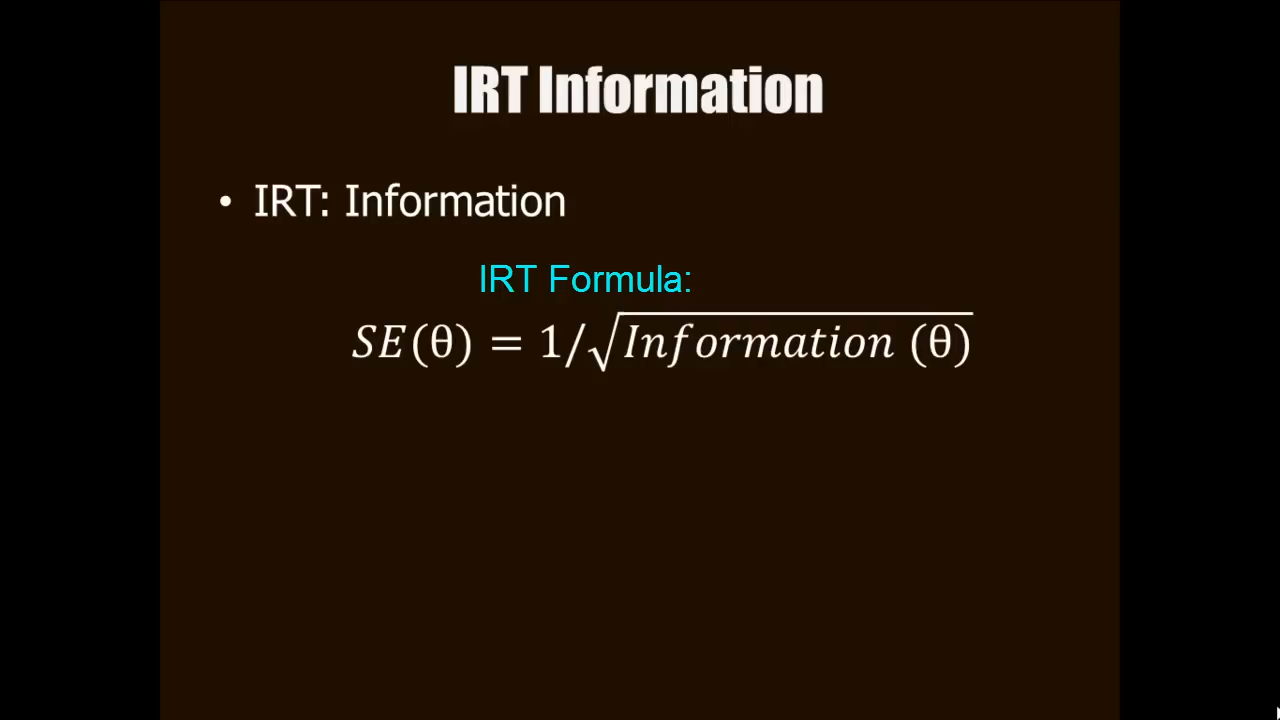 IRT Information
• IRT: Information
IRT Formula:
𝑆𝐸(θ) = 1/√𝐼𝑛𝑓𝑜𝑟𝑚𝑎𝑡𝑖𝑜𝑛 (θ)